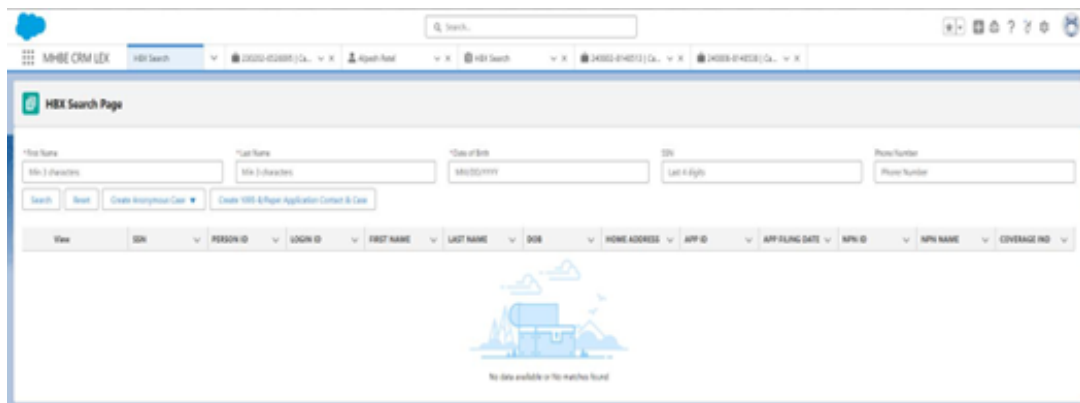 Search...
MHBE CRM LEX HBX Search Alpesh Patel HBX Search
HBX Search Page
*First Name *Last Name *Date of Birth SSN Phone Number
Min 3 characters Min 3 characters MM/DD/YYYY Last 4 digits Phone Number
Search Reset Create Anonymous Case Create 1095-B/Paper Application Contact & Case
View SSN PERSON ID LOGIN ID FIRST NAME LAST NAME DOB HOME ADDRESS APP ID APP FILING DATE NPN ID NPN NAME COVERAGE IND
No data available or No matches found